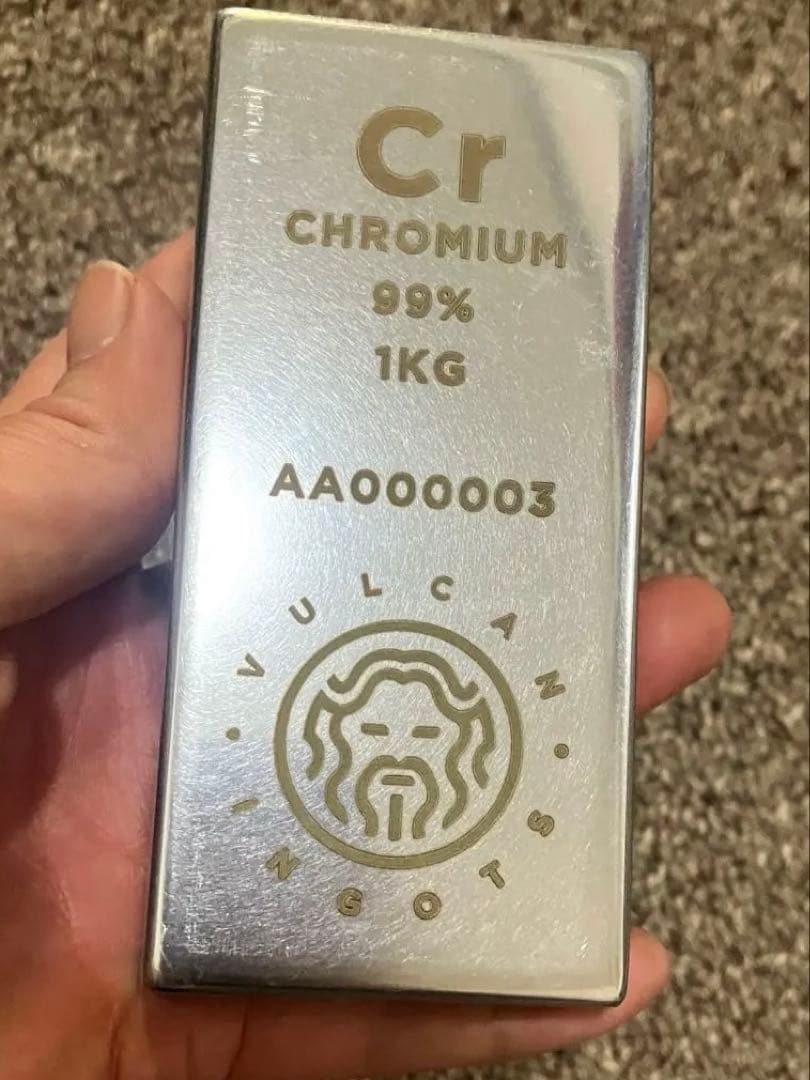 Cr
CHROMIUM
99%
1KG
AA000003
VULCAN
INGOTS